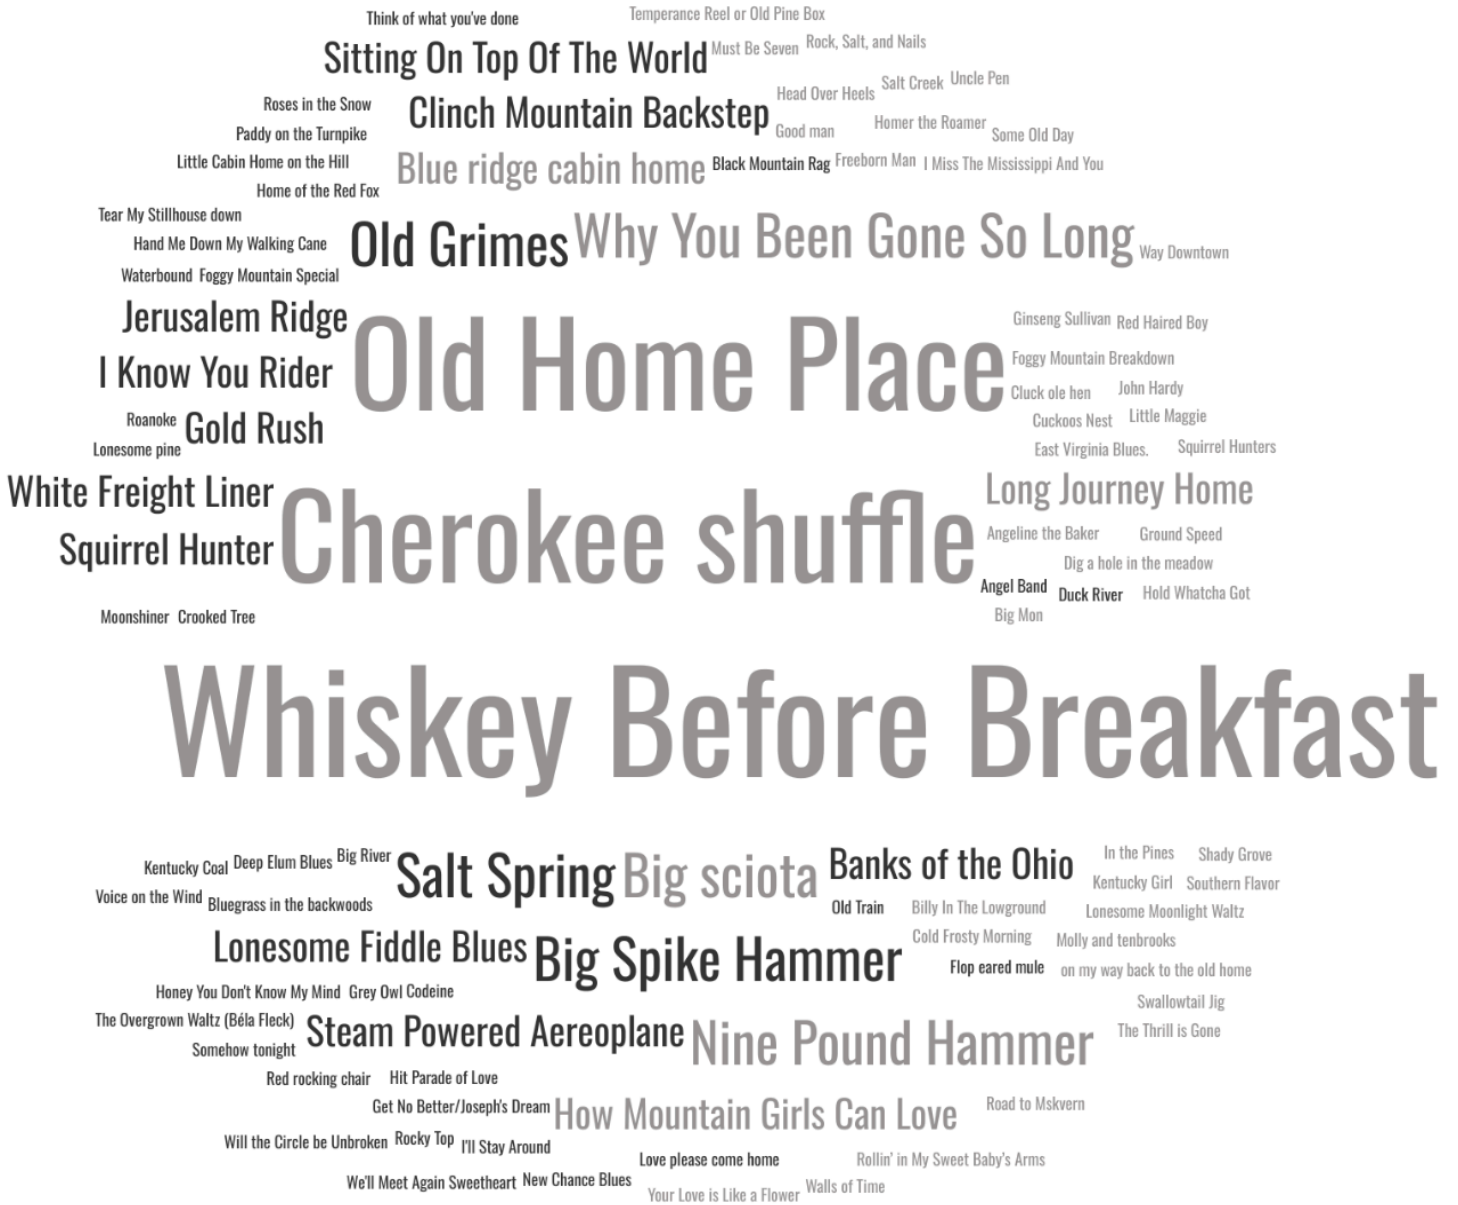 Think of what you've done
Temperance Reel or Old Pine Box
Sitting On Top Of The World
Must Be Seven
Rock, Salt, and Nails
Head Over Heels
Salt Creek
Uncle Pen
Roses in the Snow
Clinch Mountain Backstep
Good man
Homer the Roamer
Some Old Day
Paddy on the Turnpike
Little Cabin Home on the Hill
Blue ridge cabin home
Black Mountain Rag
Freeborn Man
I Miss The Mississippi And You
Home of the Red Fox
Tear My Stillhouse down
Hand Me Down My Walking Cane
Old Grimes
Why You Been Gone So Long
Way Downtown
Waterbound
Foggy Mountain Special
Jerusalem Ridge
Old Home Place
Ginseng Sullivan
Red Haired Boy
Foggy Mountain Breakdown
I Know You Rider
Cluck ole hen
John Hardy
Roanoke
Gold Rush
Cuckoos Nest
Little Maggie
Lonesome pine
East Virginia Blues.
Squirrel Hunters
White Freight Liner
Cherokee shuffle
Long Journey Home
Squirrel Hunter
Angeline the Baker
Ground Speed
Dig a hole in the meadow
Angel Band
Duck River
Hold Whatcha Got
Moonshiner
Crooked Tree
Big Mon
Whiskey Before Breakfast
Kentucky Coal
Deep Elum Blues
Big River
Salt Spring
Big sciota
Banks of the Ohio
In the Pines
Shady Grove
Kentucky Girl
Southern Flavor
Voice on the Wind
Bluegrass in the backwoods
Old Train
Billy In The Lowground
Lonesome Moonlight Waltz
Lonesome Fiddle Blues
Big Spike Hammer
Cold Frosty Morning
Molly and tenbrooks
Flop eared mule
on my way back to the old home
Honey You Don't Know My Mind
Grey Owl
Codeine
Swallowtail Jig
The Overgrown Waltz (Béla Fleck)
Steam Powered Aereoplane
Nine Pound Hammer
The Thrill is Gone
Somehow tonight
Red rocking chair
Hit Parade of Love
Get No Better/Joseph's Dream
How Mountain Girls Can Love
Road to Mskvern
Will the Circle be Unbroken
Rocky Top
I'll Stay Around
Love please come home
Rollin' in My Sweet Baby's Arms
We'll Meet Again Sweetheart
New Chance Blues
Your Love is Like a Flower
Walls of Time